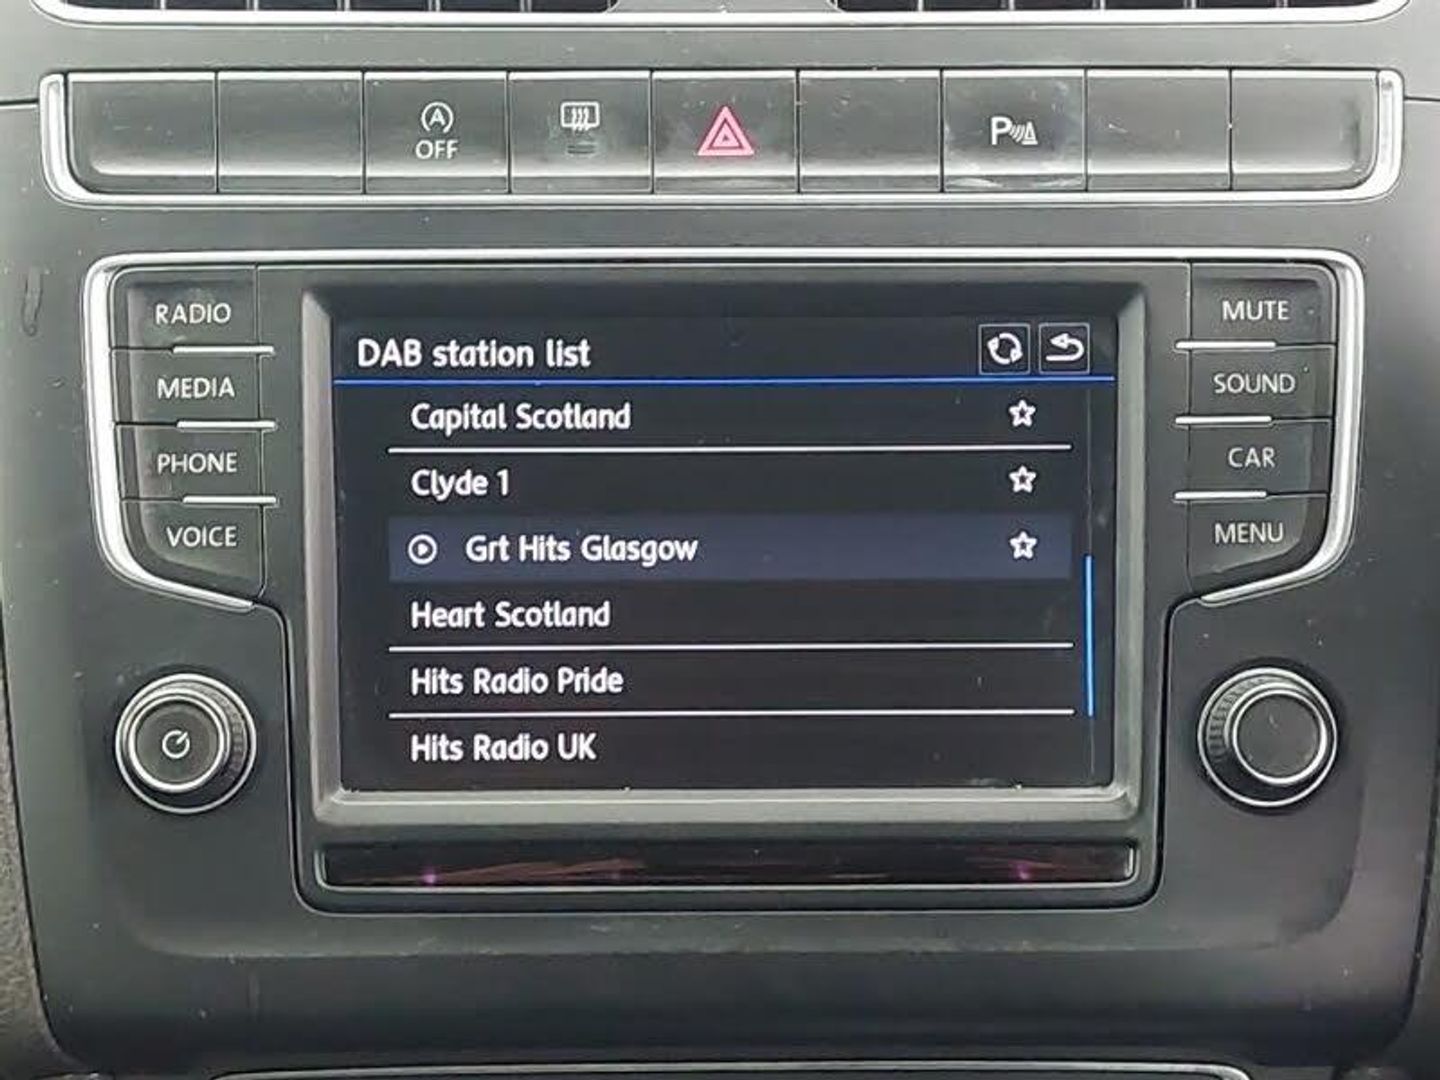 A
OFF
P
RADIO
MEDIA
PHONE
VOICE
DAB station list
Capital Scotland
Clyde 1
Grt Hits Glasgow
Heart Scotland
Hits Radio Pride
Hits Radio UK
MUTE
SOUND
CAR
MENU